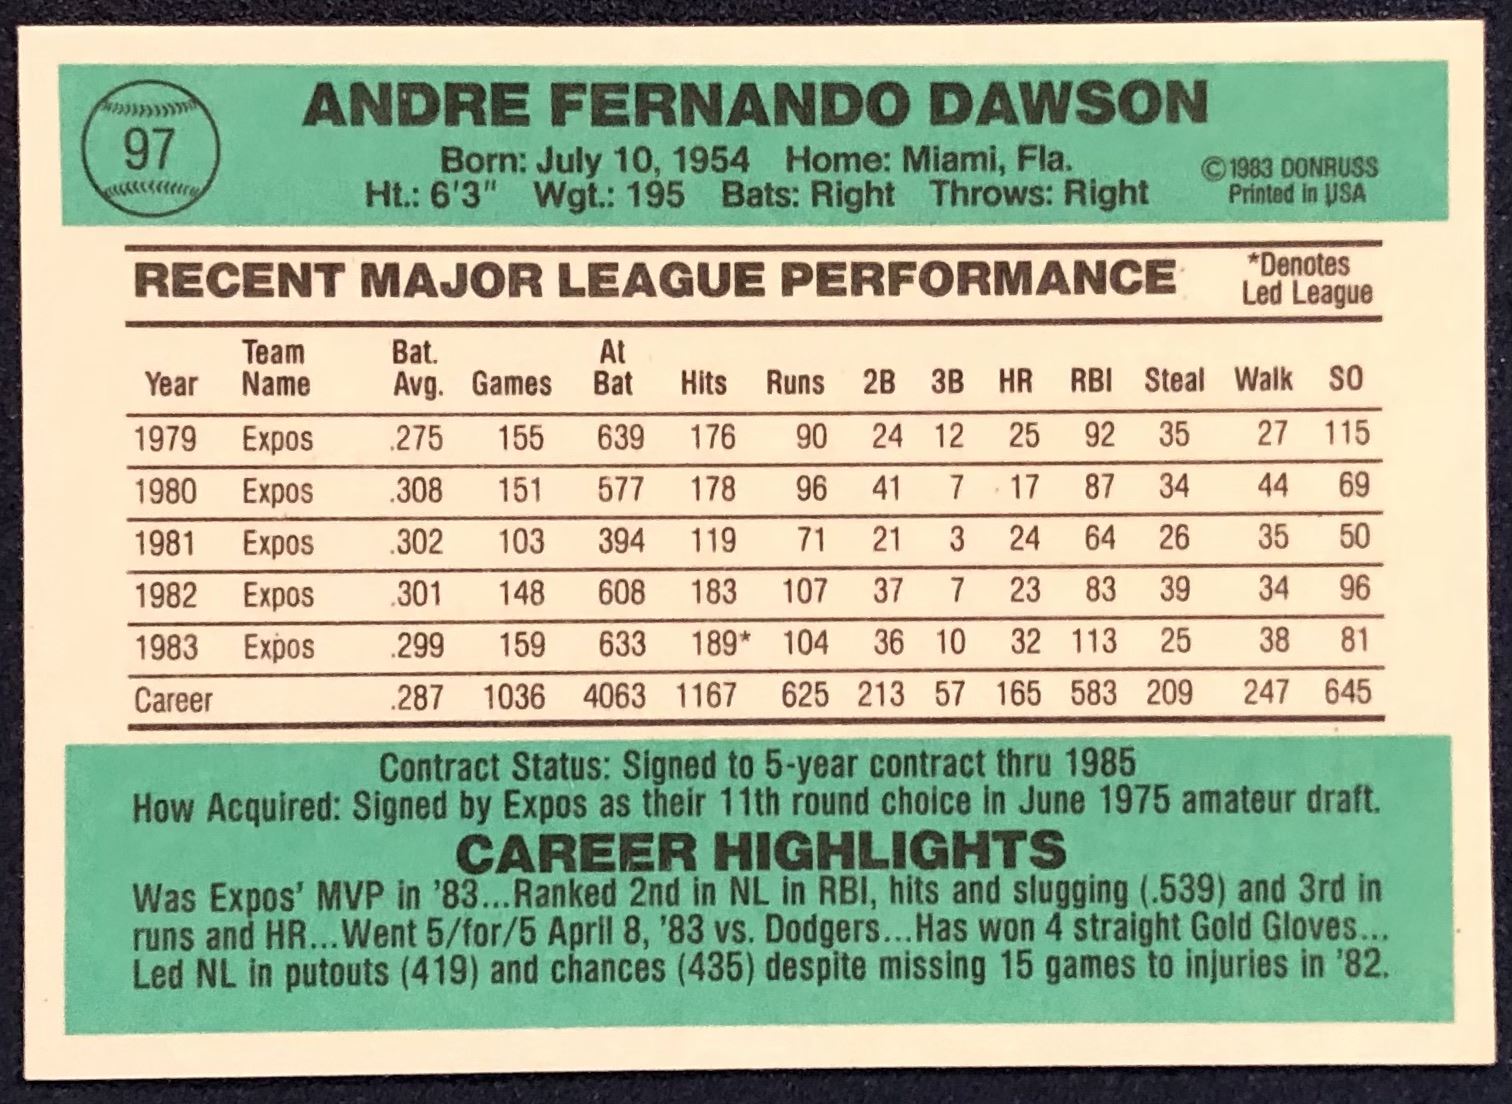 97
ANDRE FERNANDO DAWSON
Born: July 10, 1954 Home: Miami, Fla.
Ht.: 6'3" Wgt.: 195 Bats: Right Throws: Right
©1983 DONRUSS
Printed in USA
RECENT MAJOR LEAGUE PERFORMANCE
*Denotes
Led League
Year Team Name Bat. Avg. Games At Bat Hits Runs 2B 3B HR RBI Steal Walk SO
1979 Expos .275 155 639 176 90 24 12 25 92 35 27 115
1980 Expos .308 151 577 178 96 41 7 17 87 34 44 69
1981 Expos .302 103 394 119 71 21 3 24 64 26 35 50
1982 Expos .301 148 608 183 107 37 7 23 83 39 34 96
1983 Expos .299 159 633 189* 104 36 10 32 113 25 38 81
Career .287 1036 4063 1167 625 213 57 165 583 209 247 645
Contract Status: Signed to 5-year contract thru 1985
How Acquired: Signed by Expos as their 11th round choice in June 1975 amateur draft.
CAREER HIGHLIGHTS
Was Expos' MVP in '83...Ranked 2nd in NL in RBI, hits and slugging (.539) and 3rd in
runs and HR...Went 5/for/5 April 8, '83 vs. Dodgers...Has won 4 straight Gold Gloves...
Led NL in putouts (419) and chances (435) despite missing 15 games to injuries in '82.